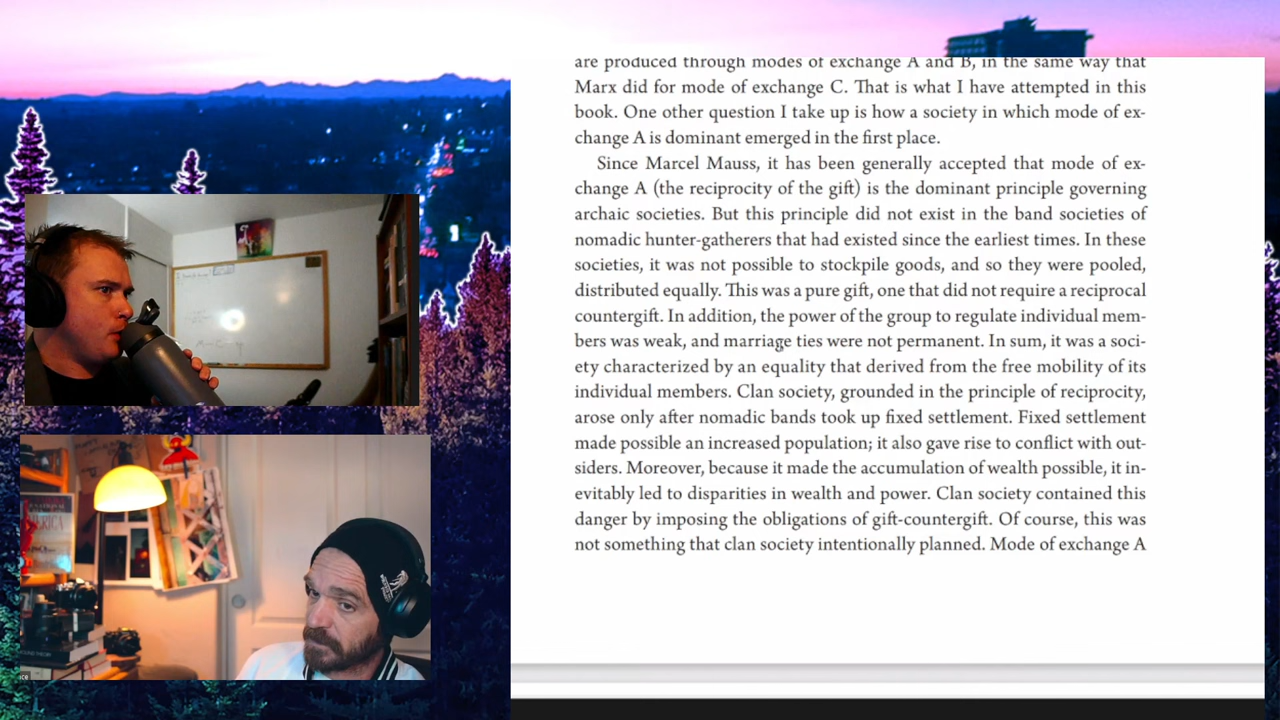 are produced through modes of exchange A and B, in the same way that
Marx did for mode of exchange C. That is what I have attempted in this
book. One other question I take up is how a society in which mode of ex-
change A is dominant emerged in the first place.
Since Marcel Mauss, it has been generally accepted that mode of ex-
change A (the reciprocity of the gift) is the dominant principle governing
archaic societies. But this principle did not exist in the band societies of
nomadic hunter-gatherers that had existed since the earliest times. In these
societies, it was not possible to stockpile goods, and so they were pooled,
distributed equally. This was a pure gift, one that did not require a reciprocal
countergift. In addition, the power of the group to regulate individual mem-
bers was weak, and marriage ties were not permanent. In sum, it was a soci-
ety characterized by an equality that derived from the free mobility of its
individual members. Clan society, grounded in the principle of reciprocity,
arose only after nomadic bands took up fixed settlement. Fixed settlement
made possible an increased population; it also gave rise to conflict with out-
siders. Moreover, because it made the accumulation of wealth possible, it in-
evitably led to disparities in wealth and power. Clan society contained this
danger by imposing the obligations of gift-countergift. Of course, this was
not something that clan society intentionally planned. Mode of exchange A